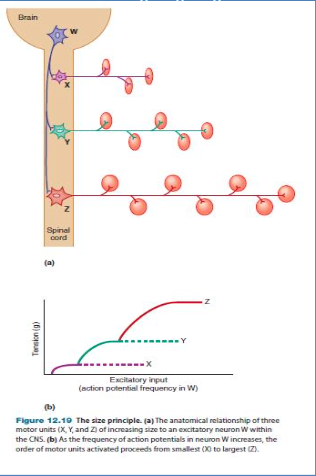 Brain
W
X
Y
Z
Spinal
cord
(a)
Tension (g)
Z
Y
X
Excitatory input
(action potential frequency in W)
(b)
Figure 12.19 The size principle. (a) The anatomical relationship of three
motor units (X, Y, and Z) of increasing size to an excitatory neuron W within
the CNS. (b) As the frequency of action potentials in neuron W increases, the
order of motor units activated proceeds from smallest (X) to largest (Z).